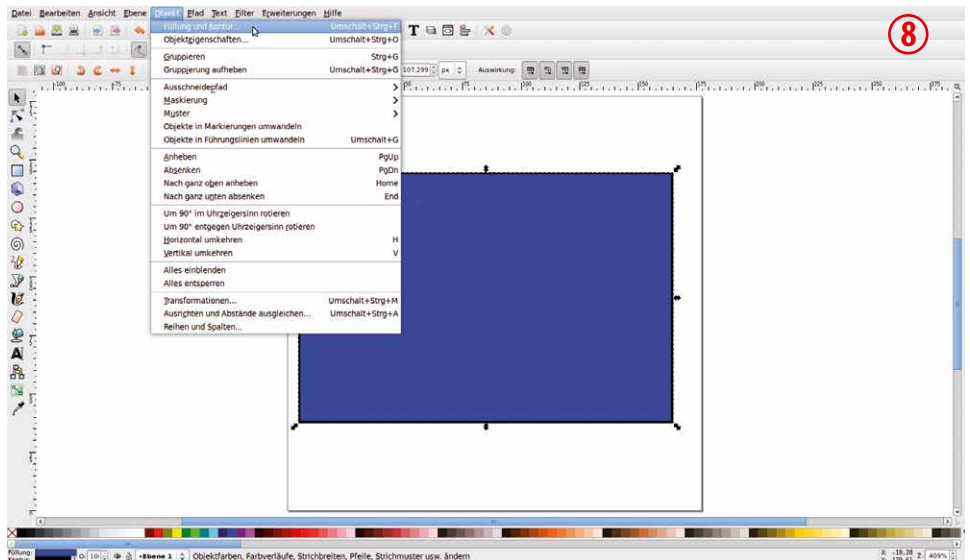 Datei Bearbeiten Ansicht Ebene Objekt Pfad Text Filter Erweiterungen Hilfe
⑧
Füllung und Kontur... Umschalt+Strg+F
Objekteigenschaften... Umschalt+Strg+O
Gruppieren Strg+G
Gruppierung aufheben Umschalt+Strg+G
107.299 px Auswirkung:
Ausschneidepfad
Maskierung
Muster
Objekte in Markierungen umwandeln
Objekte in Führungslinien umwandeln Umschalt+G
Anheben PgUp
Absenken PgDn
Nach ganz oben anheben Home
Nach ganz unten absenken End
Um 90° im Uhrzeigersinn rotieren
Um 90° entgegen Uhrzeigersinn rotieren
Horizontal umkehren H
Vertikal umkehren V
Alles einblenden
Alles entsperren
Transformationen... Umschalt+Strg+M
Ausrichten und Abstände ausgleichen... Umschalt+Strg+A
Reihen und Spalten...
Füllung:
Kontur:
O: Ebene 1 Objektfarben, Farbverläufe, Strichbreiten, Pfeile, Strichmuster usw. ändern
Z: 409%